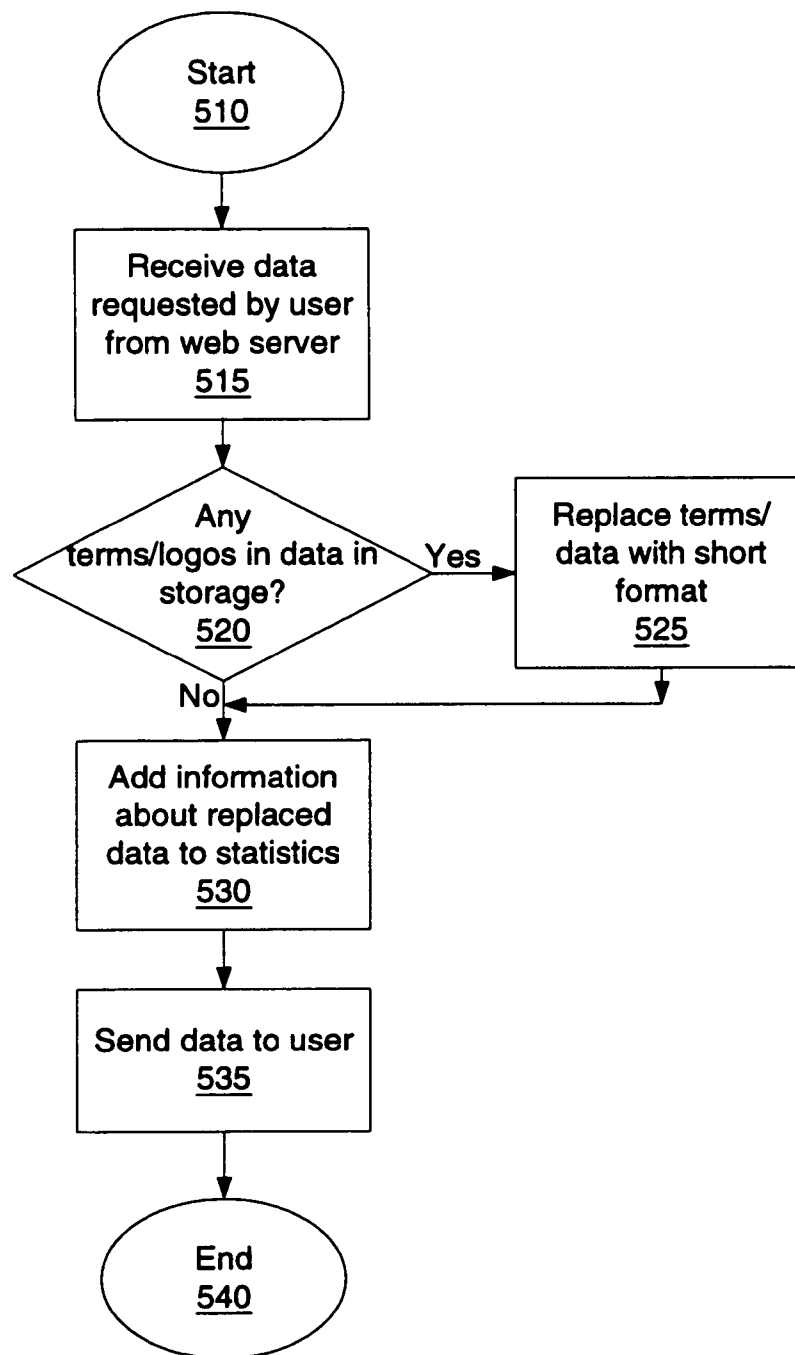 Start
510
Receive data
requested by user
from web server
515
Any
terms/logos in data in
storage?
520
Yes
Replace terms/
data with short
format
525
No
Add information
about replaced
data to statistics
530
Send data to user
535
End
540